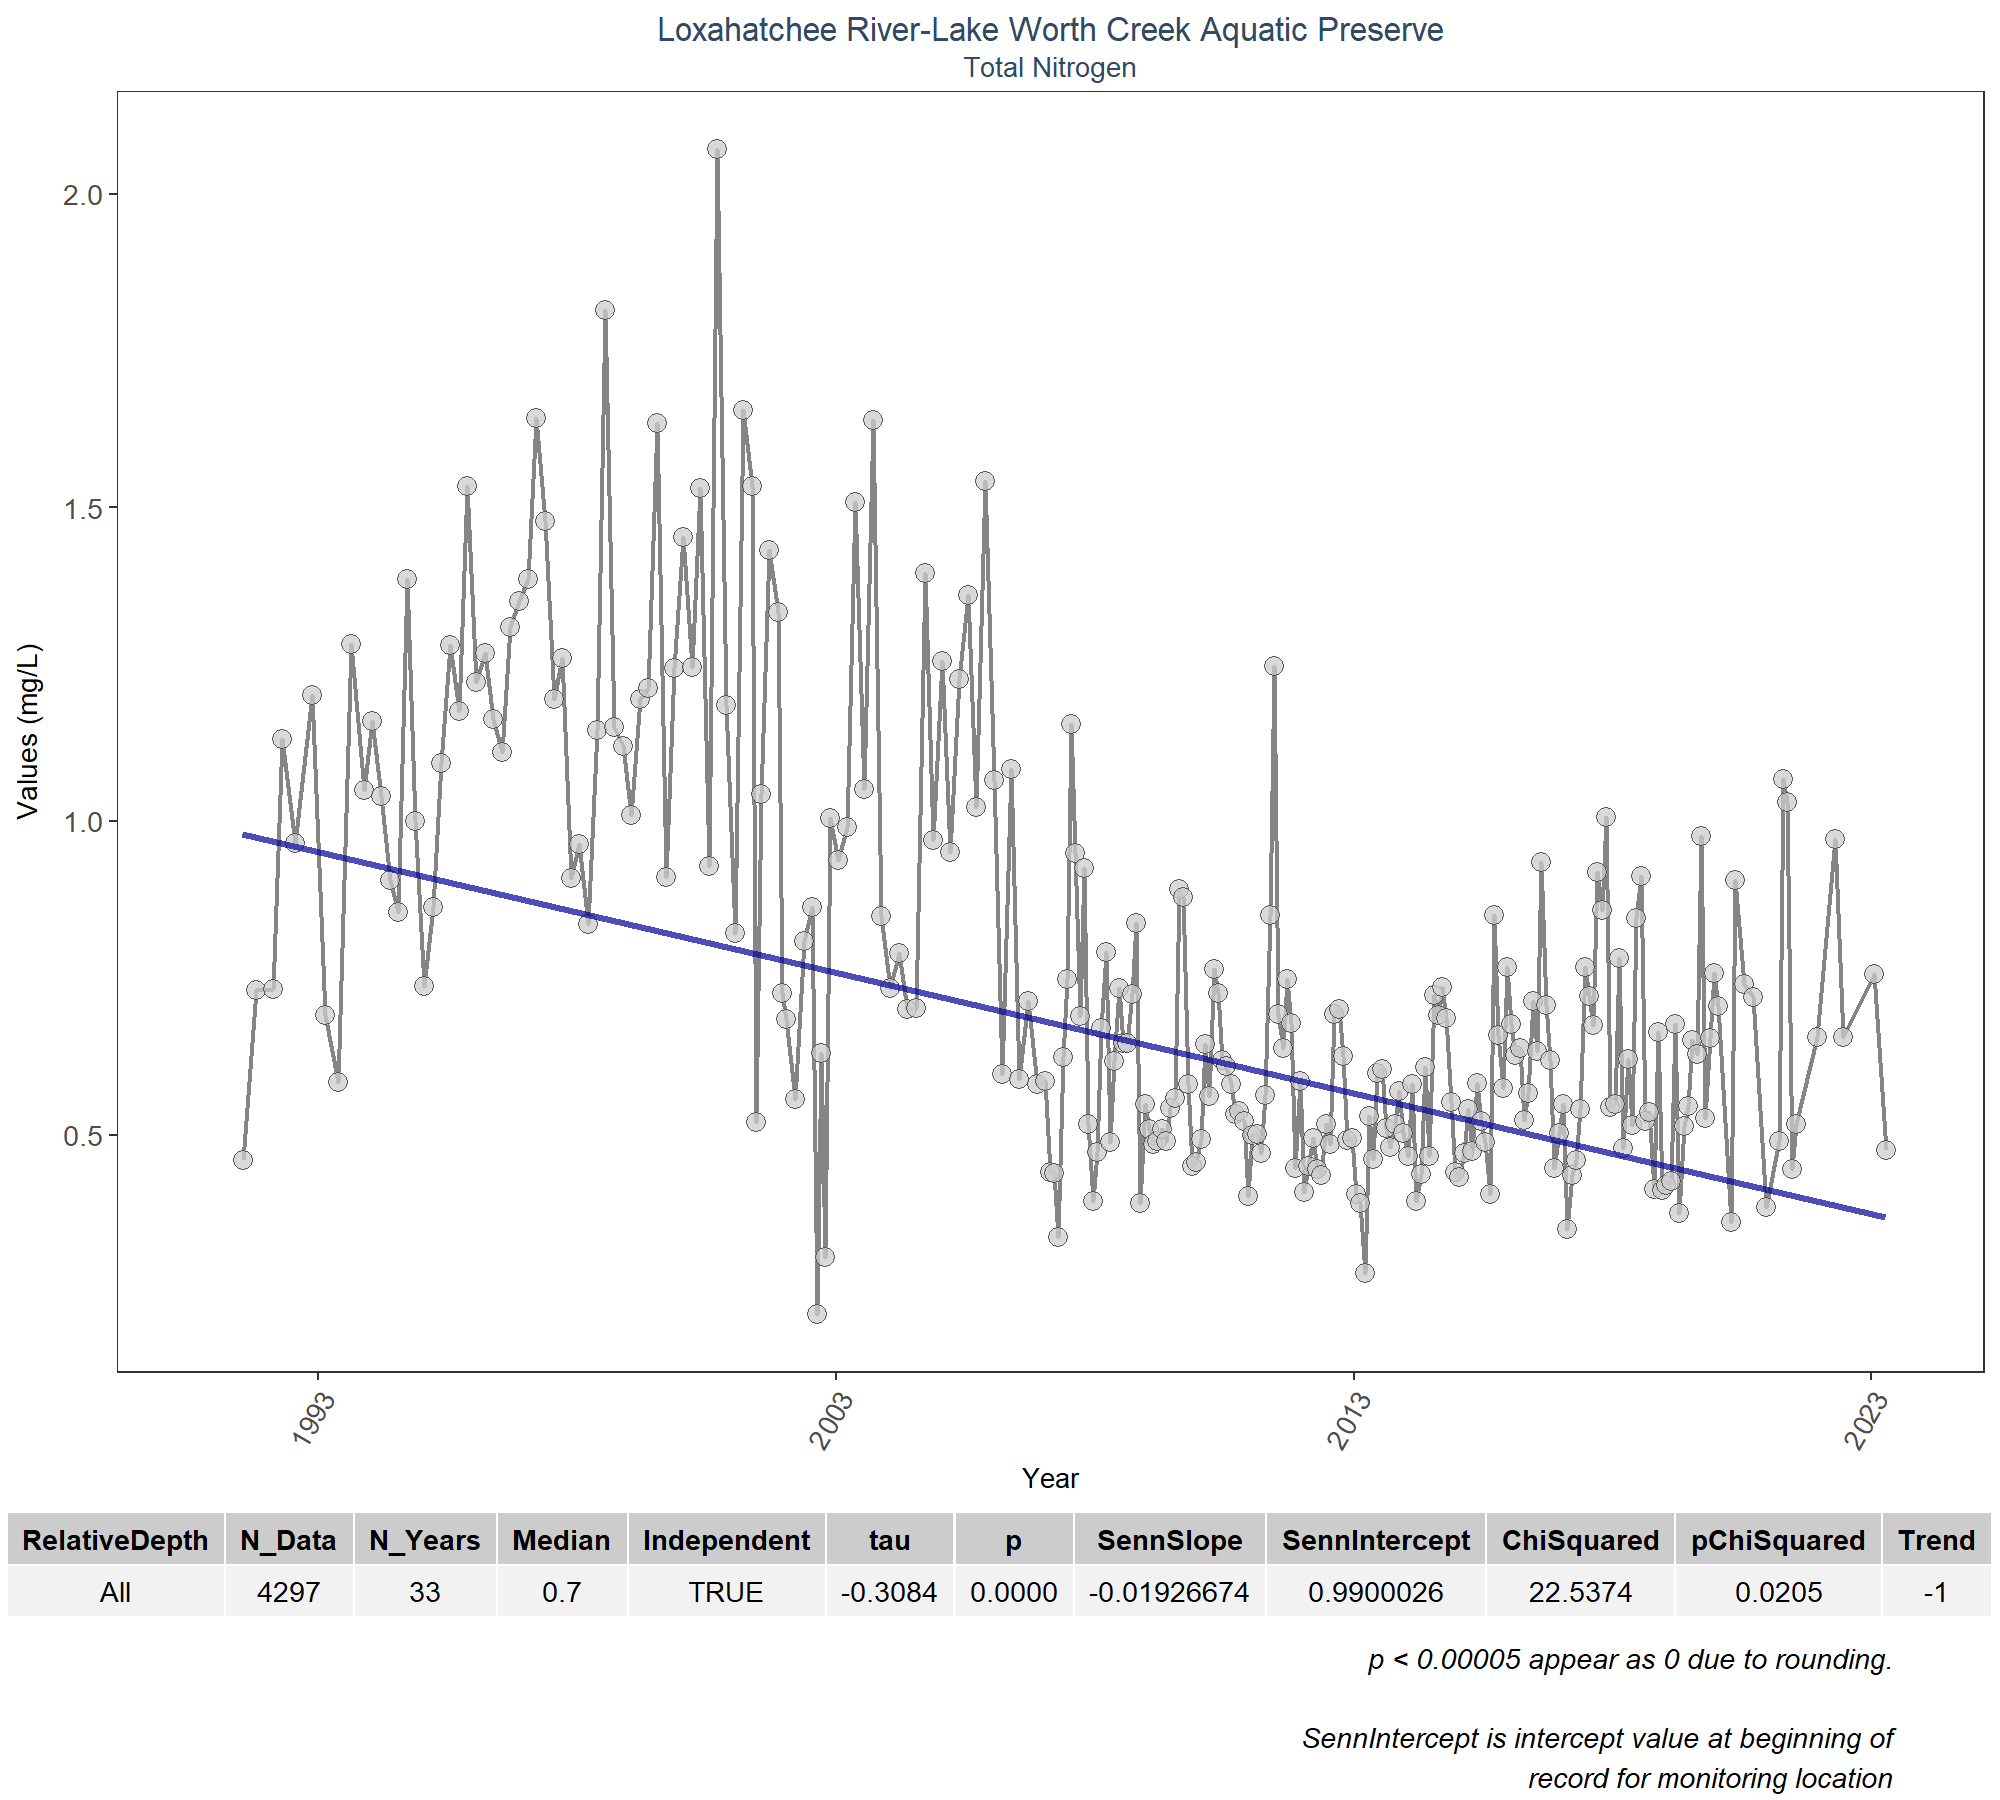 Loxahatchee River-Lake Worth Creek Aquatic Preserve
Total Nitrogen
Values (mg/L)
2.0
1.5
1.0
0.5
1993
2003
2013
2023
Year
RelativeDepth N_Data N_Years Median Independent tau p SennSlope SennIntercept ChiSquared pChiSquared Trend
All 4297 33 0.7 TRUE -0.3084 0.0000 -0.01926674 0.9900026 22.5374 0.0205 -1
p < 0.00005 appear as 0 due to rounding.
SennIntercept is intercept value at beginning of
record for monitoring location